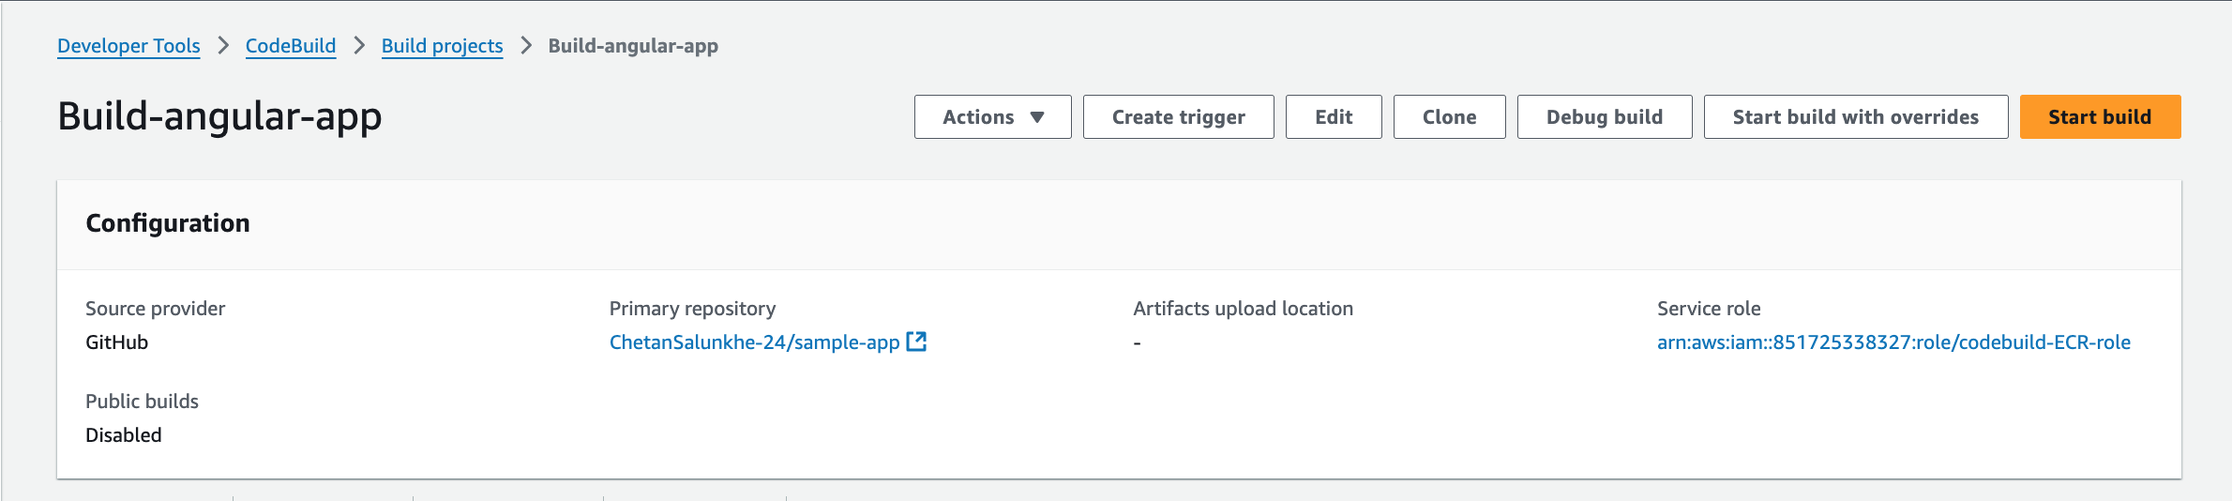 Developer Tools > CodeBuild > Build projects > Build-angular-app
Build-angular-app
Actions
Create trigger
Edit
Clone
Debug build
Start build with overrides
Start build
Configuration
Source provider
GitHub
Primary repository
ChetanSalunkhe-24/sample-app
Artifacts upload location
-
Service role
arn:aws:iam::851725338327:role/codebuild-ECR-role
Public builds
Disabled